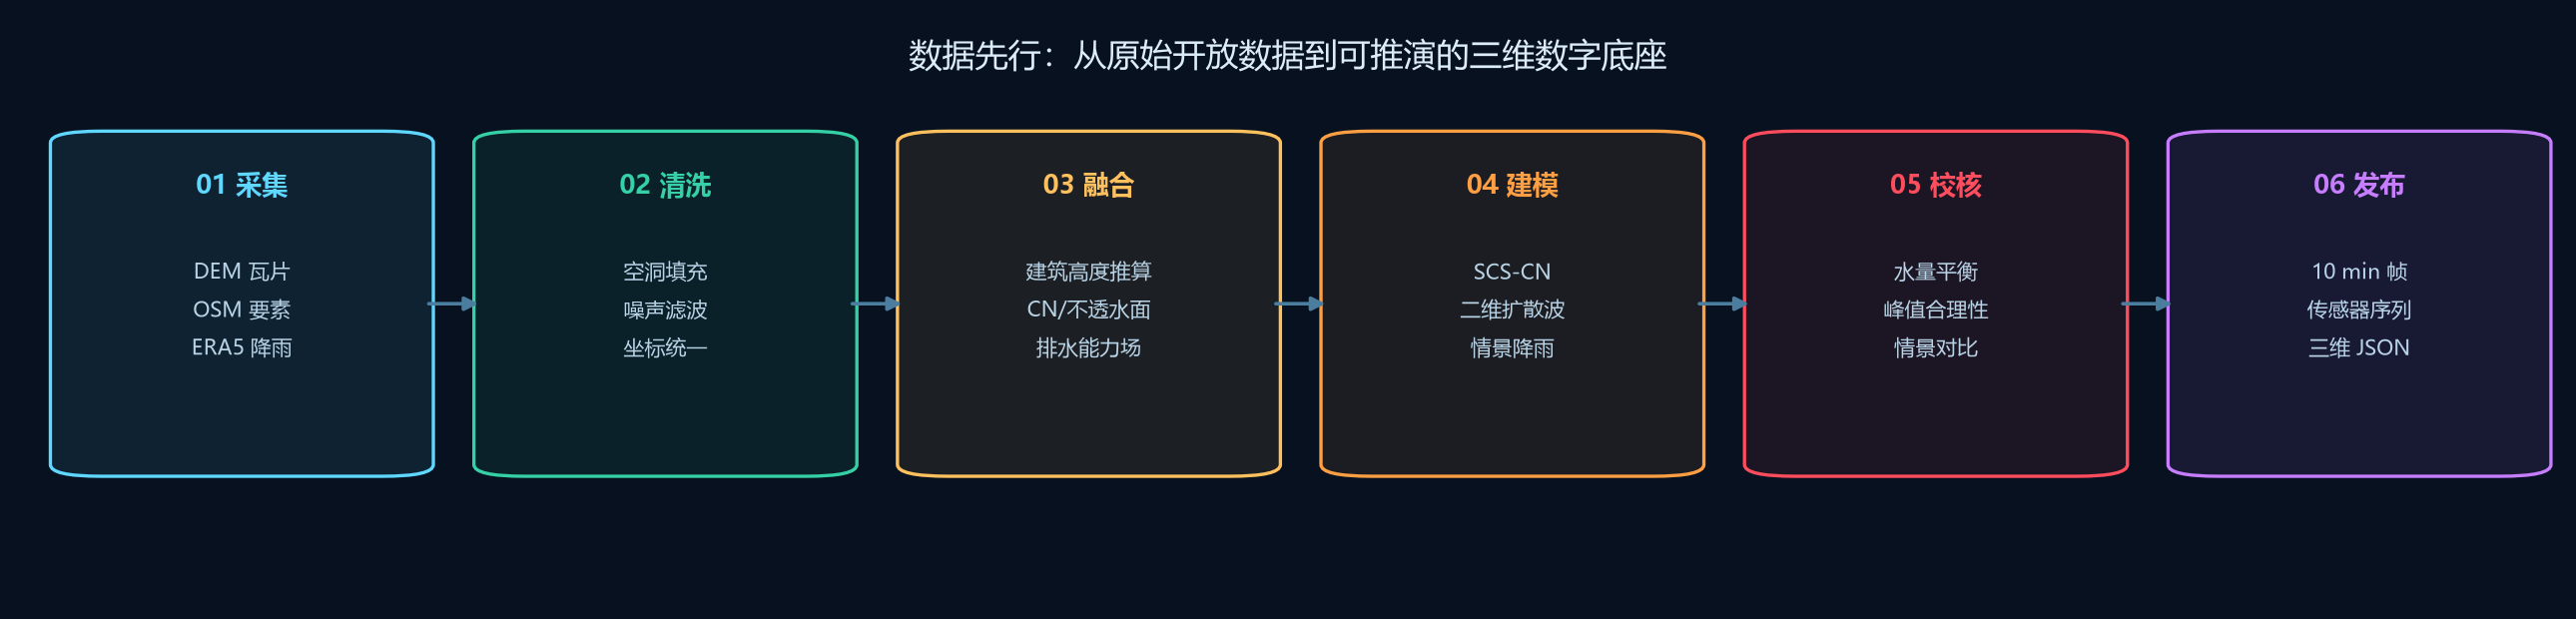 数据先行：从原始开放数据到可推演的三维数字底座
01 采集
DEM 瓦片
OSM 要素
ERA5 降雨
02 清洗
空洞填充
噪声滤波
坐标统一
03 融合
建筑高度推算
CN/不透水面
排水能力场
04 建模
SCS-CN
二维扩散波
情景降雨
05 校核
水量平衡
峰值合理性
情景对比
06 发布
10 min 帧
传感器序列
三维 JSON